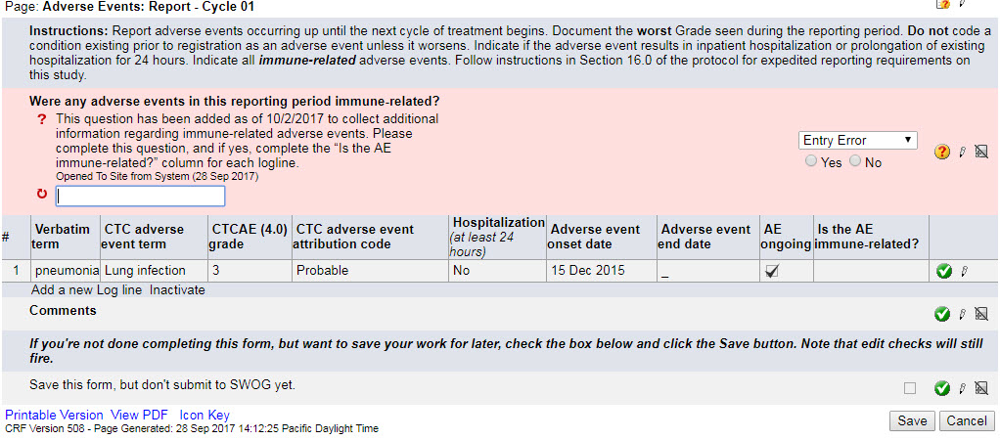 Page: Adverse Events: Report - Cycle 01
Instructions: Report adverse events occurring up until the next cycle of treatment begins. Document the worst Grade seen during the reporting period. Do not code a
condition existing prior to registration as an adverse event unless it worsens. Indicate if the adverse event results in inpatient hospitalization or prolongation of existing
hospitalization for 24 hours. Indicate all immune-related adverse events. Follow instructions in Section 16.0 of the protocol for expedited reporting requirements on
this study.
Were any adverse events in this reporting period immune-related?
? This question has been added as of 10/2/2017 to collect additional
information regarding immune-related adverse events. Please
complete this question, and if yes, complete the “Is the AE
immune-related?” column for each logline.
Opened To Site from System (28 Sep 2017)
Entry Error
Yes No
# Verbatim term CTC adverse event term CTCAE (4.0) grade CTC adverse event attribution code Hospitalization (at least 24 hours) Adverse event onset date Adverse event end date AE ongoing Is the AE immune-related?
1 pneumonia Lung infection 3 Probable No 15 Dec 2015 _
Add a new Log line Inactivate
Comments
If you're not done completing this form, but want to save your work for later, check the box below and click the Save button. Note that edit checks will still
fire.
Save this form, but don't submit to SWOG yet.
Printable Version View PDF Icon Key
CRF Version 508 - Page Generated: 28 Sep 2017 14:12:25 Pacific Daylight Time
Save Cancel